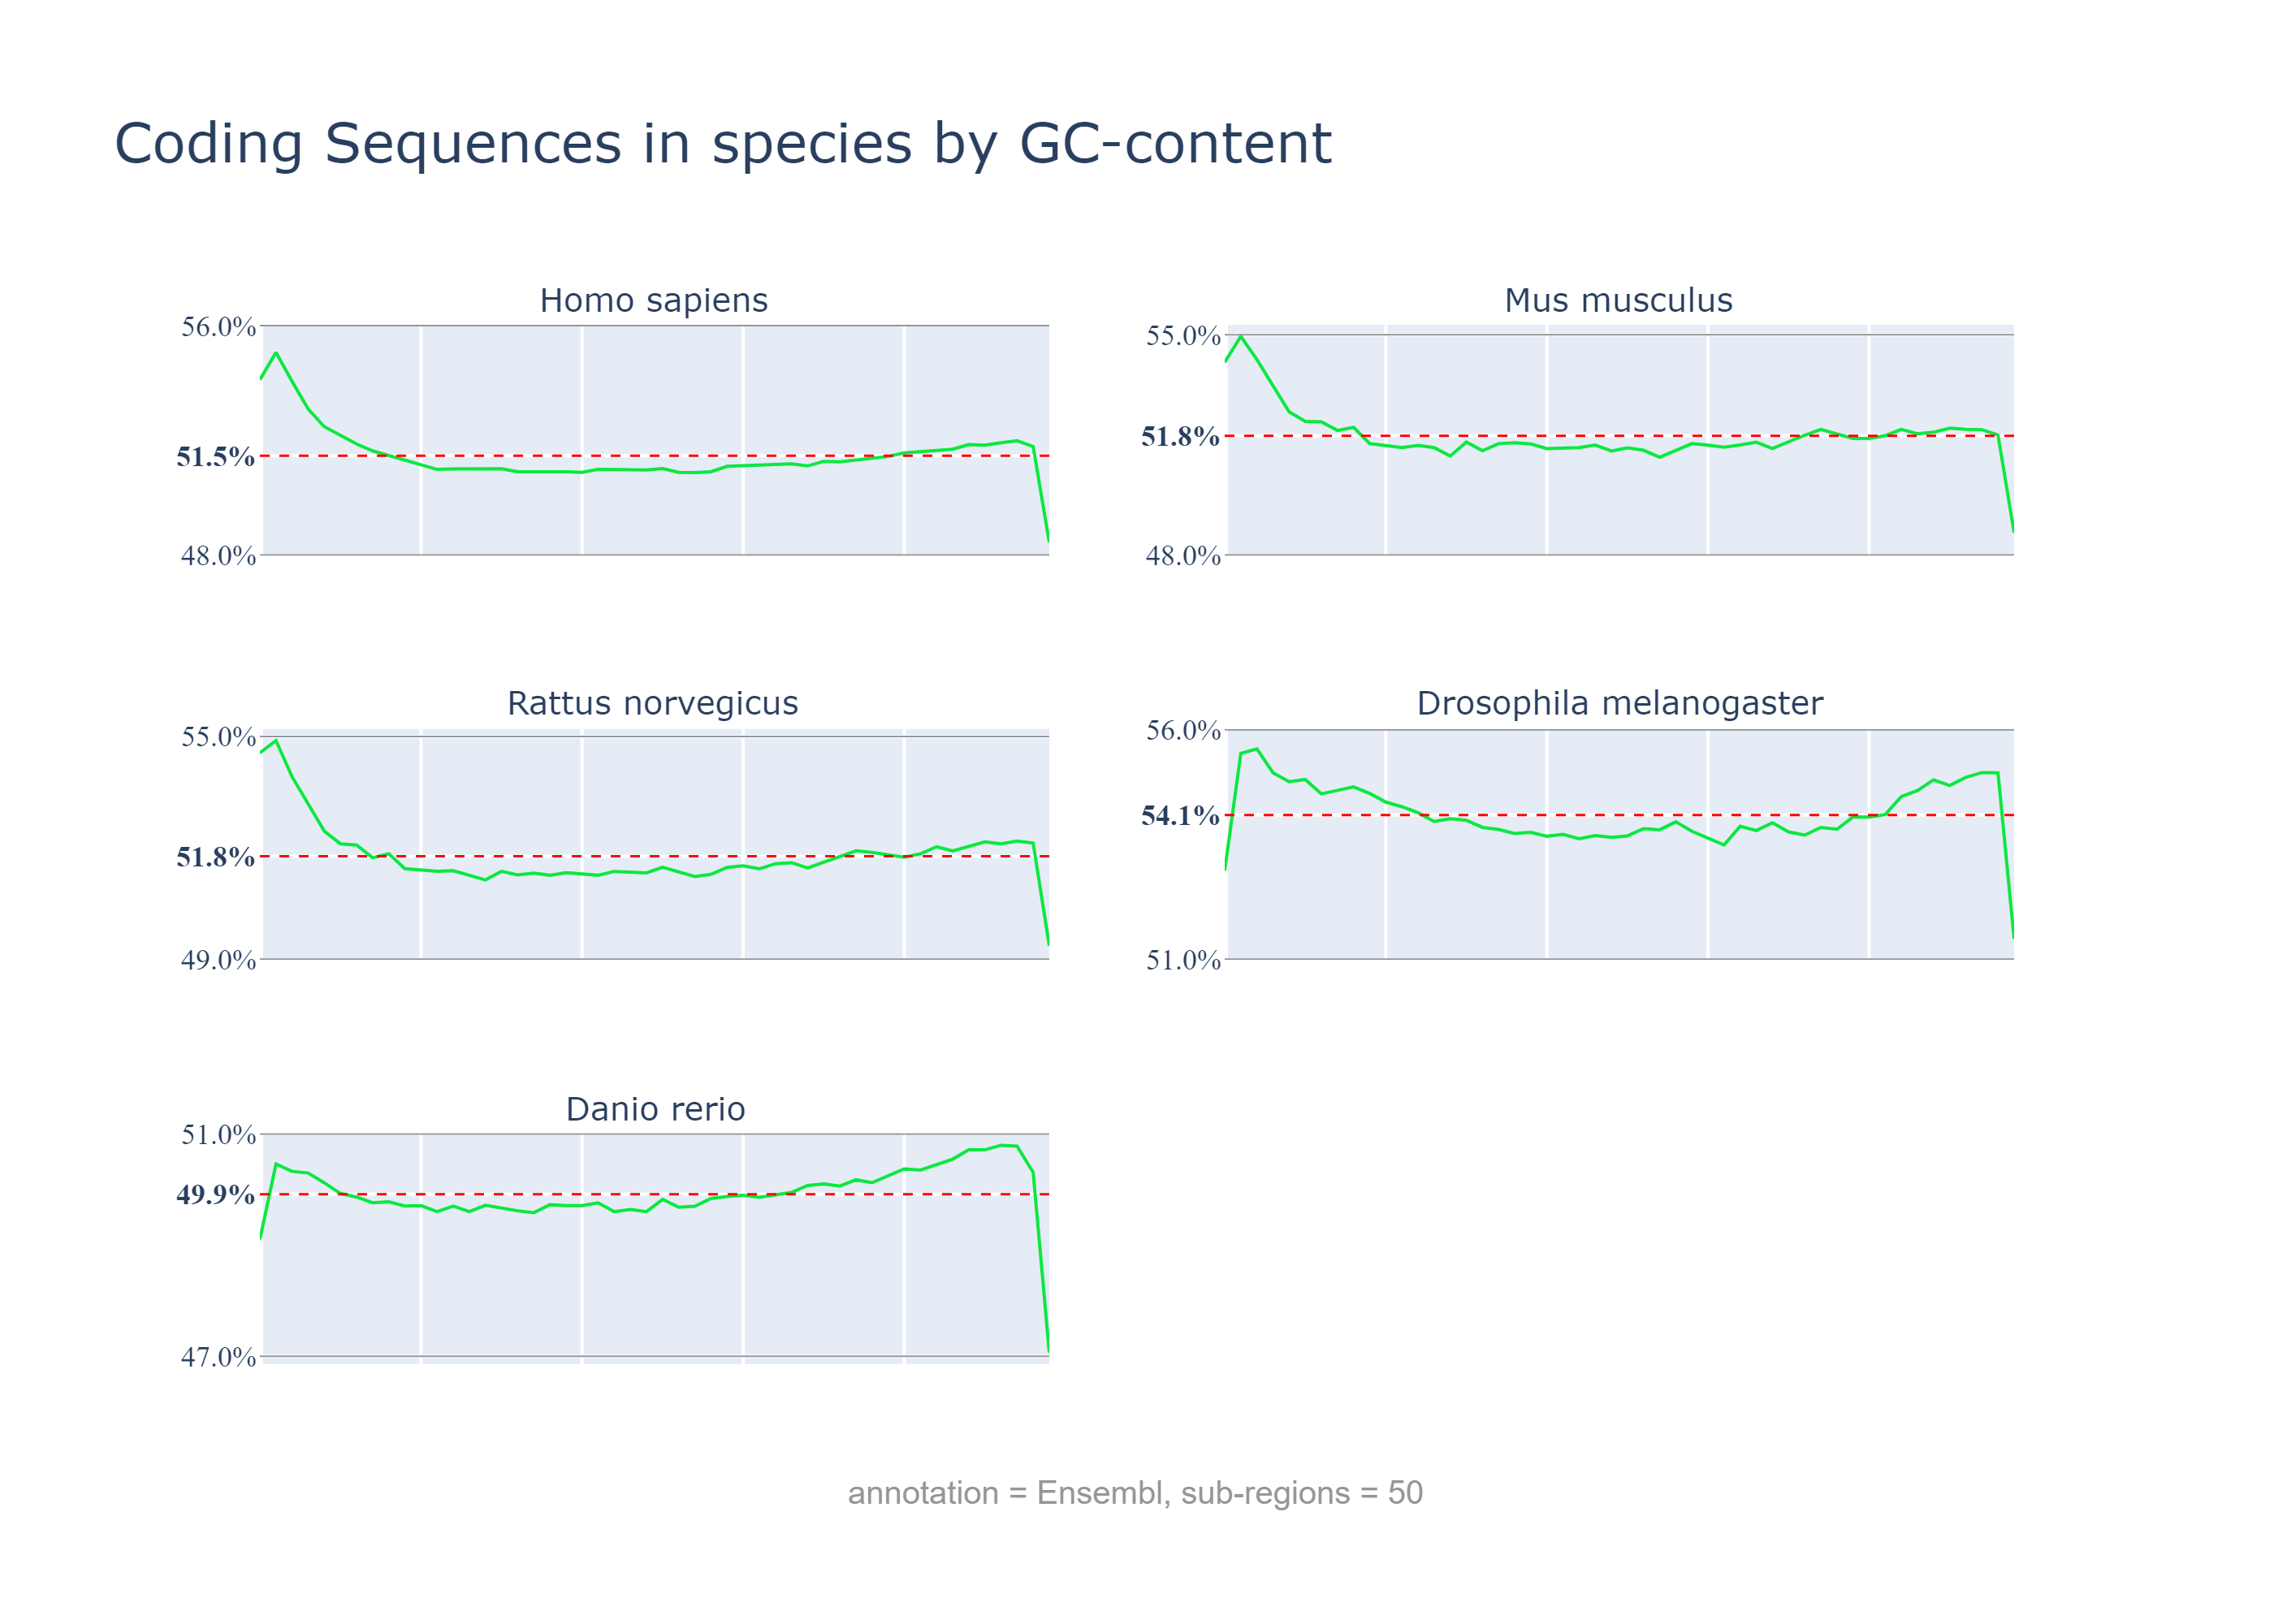 Coding Sequences in species by GC-content
Homo sapiens
56.0%
51.5%
48.0%
Mus musculus
55.0%
51.8%
48.0%
Rattus norvegicus
55.0%
51.8%
49.0%
Drosophila melanogaster
56.0%
54.1%
51.0%
Danio rerio
51.0%
49.9%
47.0%
annotation = Ensembl, sub-regions = 50